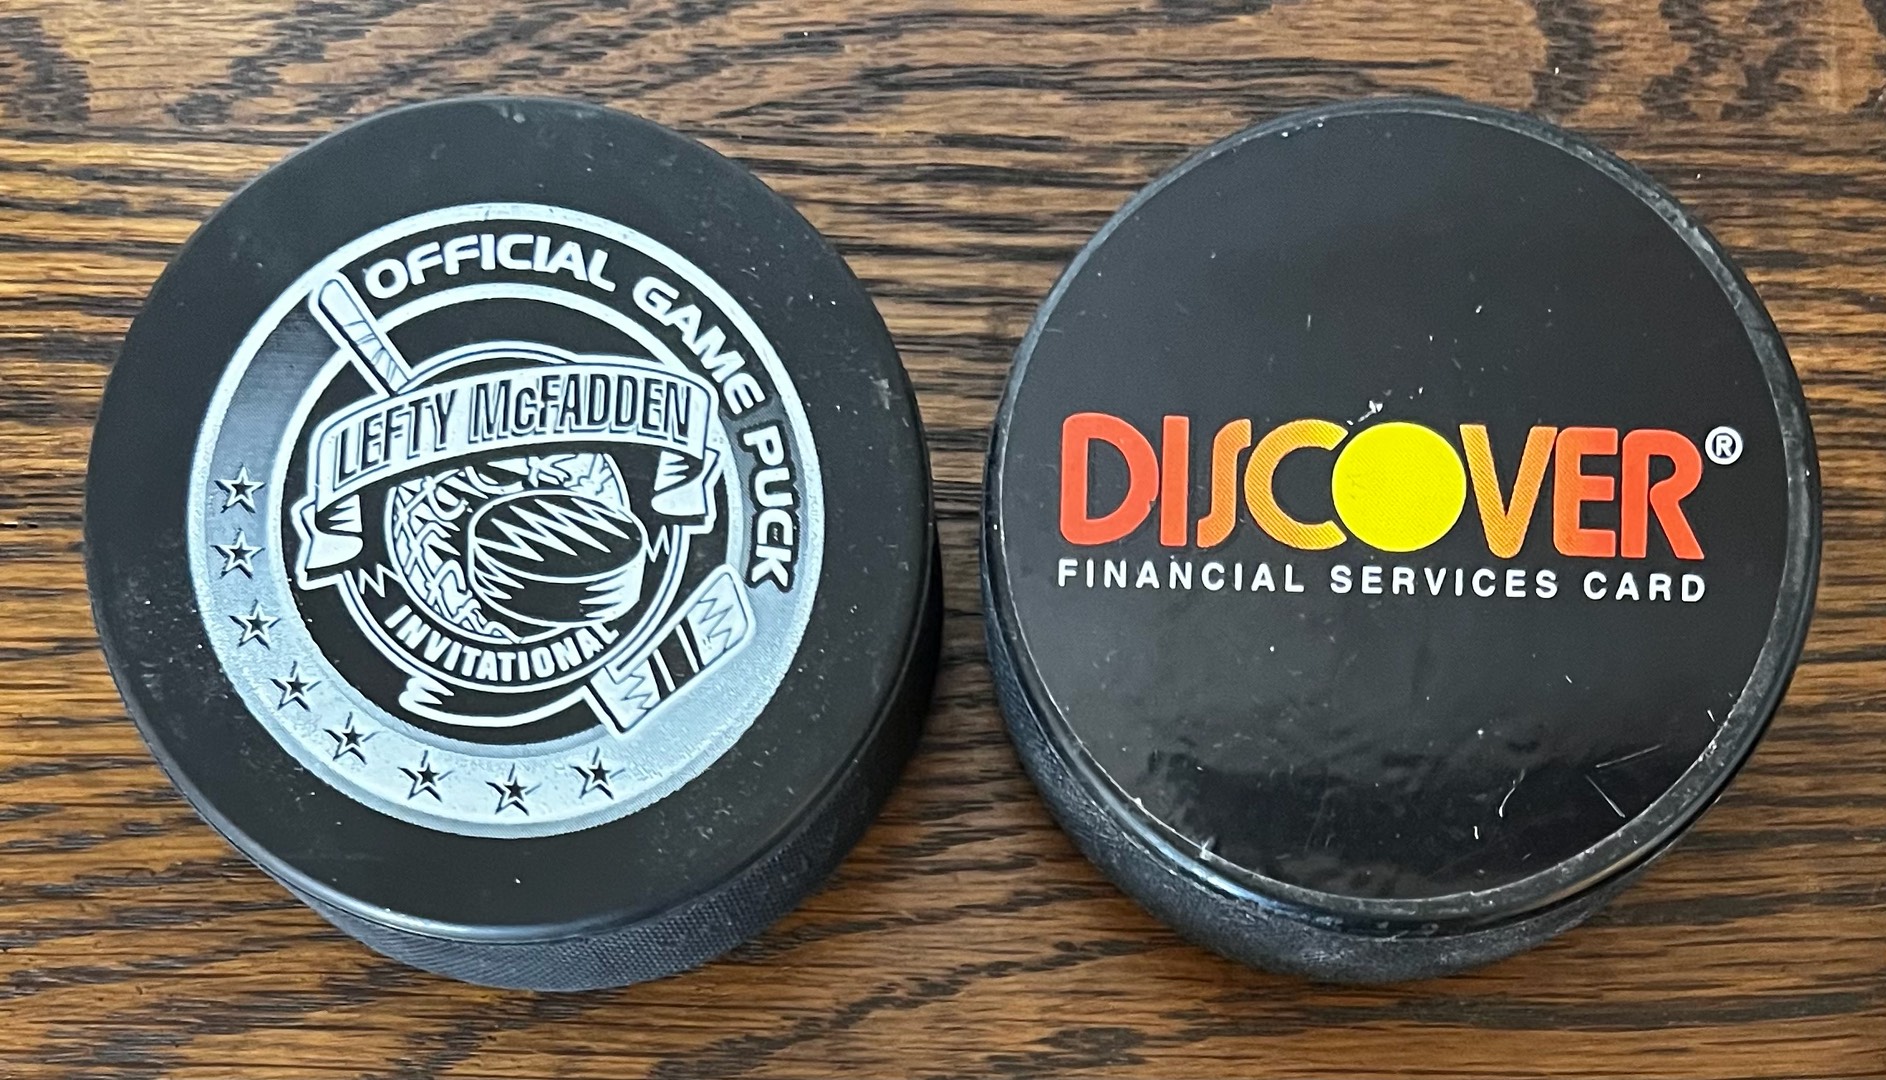 OFFICIAL GAME PUCK
LEFTY McFADDEN
INVITATIONAL
DISCOVER®
FINANCIAL SERVICES CARD